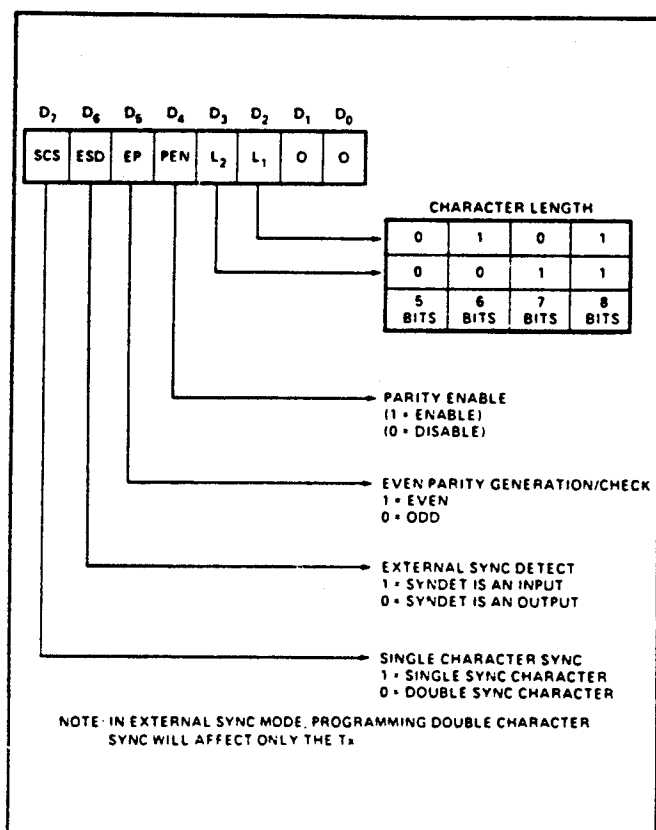 D7 D6 D5 D4 D3 D2 D1 D0
SCS ESD EP PEN L2 L1 0 0
CHARACTER LENGTH
0 1 0 1
0 0 1 1
5 BITS 6 BITS 7 BITS 8 BITS
PARITY ENABLE
(1 = ENABLE)
(0 = DISABLE)
EVEN PARITY GENERATION/CHECK
1 = EVEN
0 = ODD
EXTERNAL SYNC DETECT
1 = SYNDET IS AN INPUT
0 = SYNDET IS AN OUTPUT
SINGLE CHARACTER SYNC
1 = SINGLE SYNC CHARACTER
0 = DOUBLE SYNC CHARACTER
NOTE: IN EXTERNAL SYNC MODE, PROGRAMMING DOUBLE CHARACTER
SYNC WILL AFFECT ONLY THE Tx